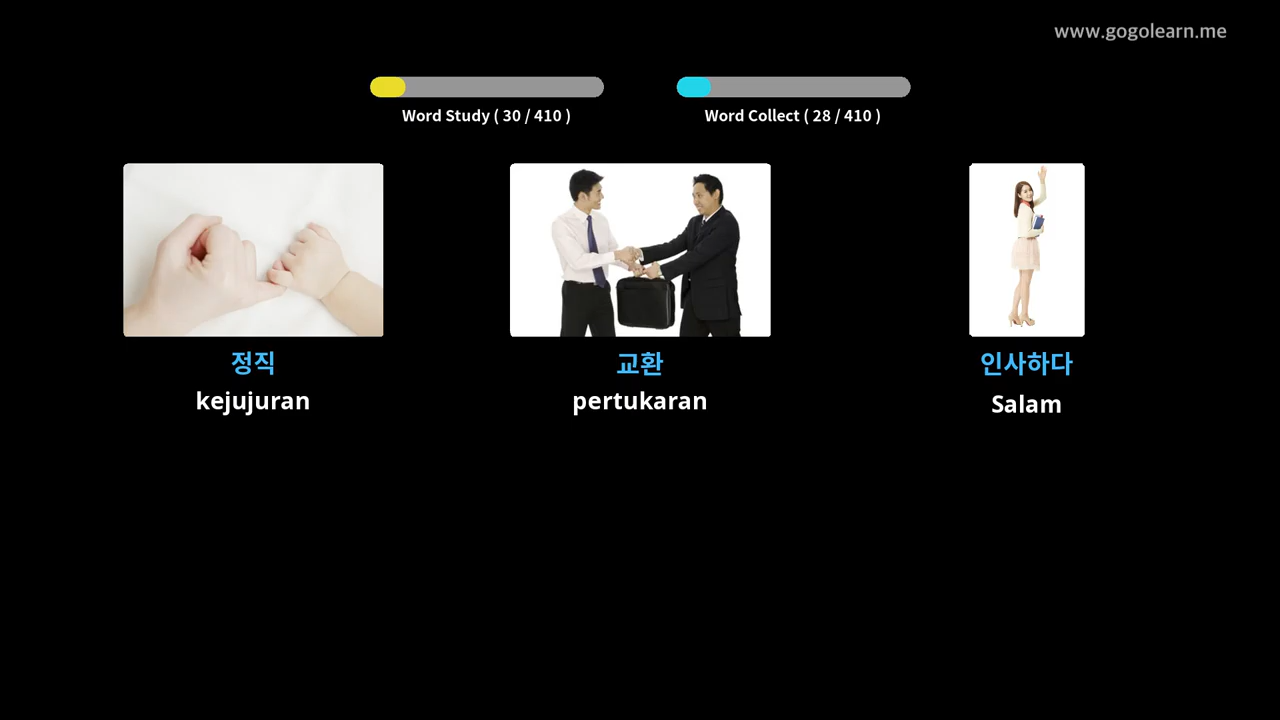 www.gogolearn.me
Word Study ( 30 / 410 )
Word Collect ( 28 / 410 )
정직
kejujuran
교환
pertukaran
인사하다
Salam